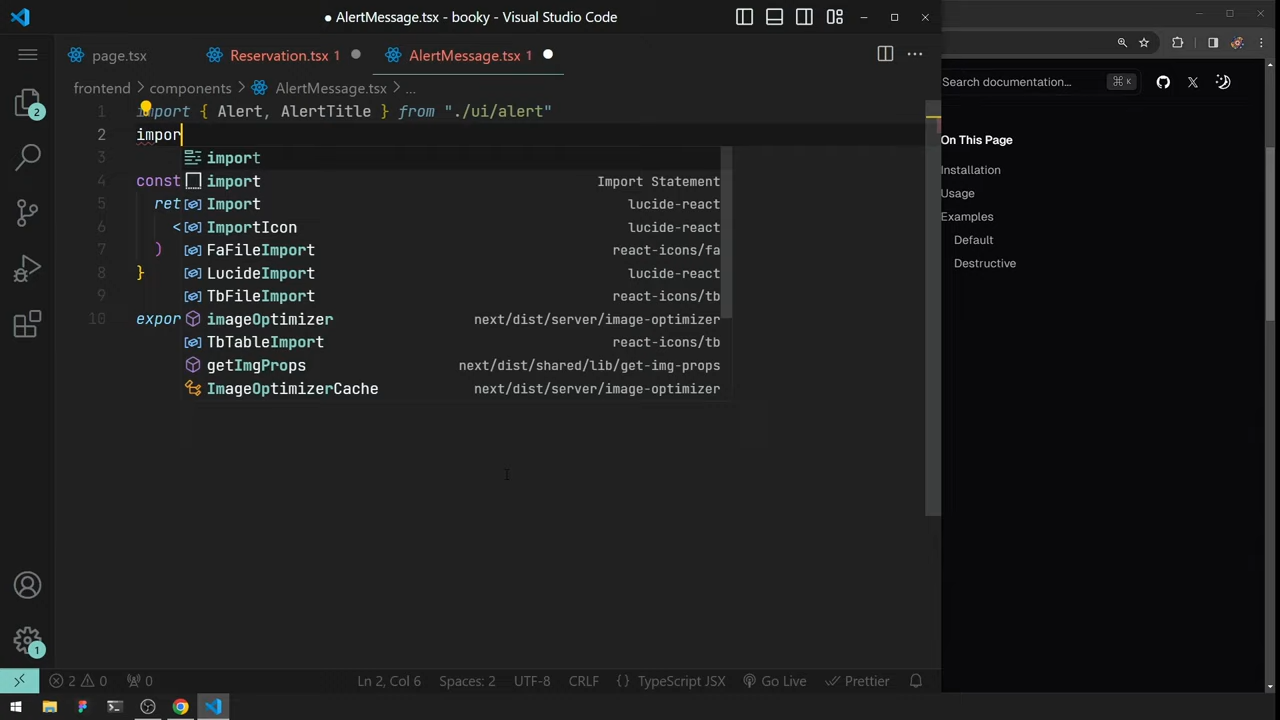 ● AlertMessage.tsx - booky - Visual Studio Code
page.tsx
Reservation.tsx 1
AlertMessage.tsx 1
frontend > components > AlertMessage.tsx > ...
1 import { Alert, AlertTitle } from "./ui/alert"
2 impor
3 import
4 const import Import Statement
5 ret Import lucide-react
6 < ImportIcon lucide-react
7 ) FaFileImport react-icons/fa
8 } LucideImport lucide-react
9 TbFileImport react-icons/tb
10 expor imageOptimizer next/dist/server/image-optimizer
TbTableImport react-icons/tb
getImgProps next/dist/shared/lib/get-img-props
ImageOptimizerCache next/dist/server/image-optimizer
2
1
2 0
0
Ln 2, Col 6
Spaces: 2
UTF-8
CRLF
{ } TypeScript JSX
Go Live
Prettier
Search documentation...
⌘ K
On This Page
Installation
Usage
Examples
Default
Destructive